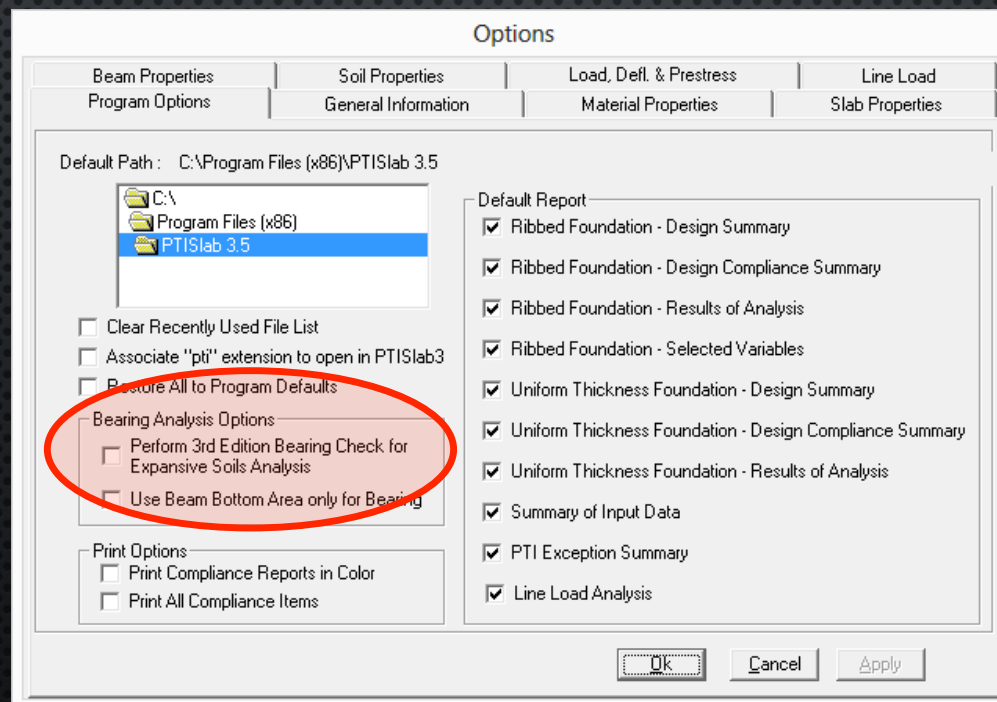 Options
Beam Properties
Soil Properties
Load, Defl. & Prestress
Line Load
Program Options
General Information
Material Properties
Slab Properties
Default Path : C:\Program Files (x86)\PTISlab 3.5
C:\
Program Files (x86)
PTISlab 3.5
Clear Recently Used File List
Associate "pti" extension to open in PTISlab3
Restore All to Program Defaults
Bearing Analysis Options
Perform 3rd Edition Bearing Check for
Expansive Soils Analysis
Use Beam Bottom Area only for Bearing
Print Options
Print Compliance Reports in Color
Print All Compliance Items
Default Report
Ribbed Foundation - Design Summary
Ribbed Foundation - Design Compliance Summary
Ribbed Foundation - Results of Analysis
Ribbed Foundation - Selected Variables
Uniform Thickness Foundation - Design Summary
Uniform Thickness Foundation - Design Compliance Summary
Uniform Thickness Foundation - Results of Analysis
Summary of Input Data
PTI Exception Summary
Line Load Analysis
Ok
Cancel
Apply